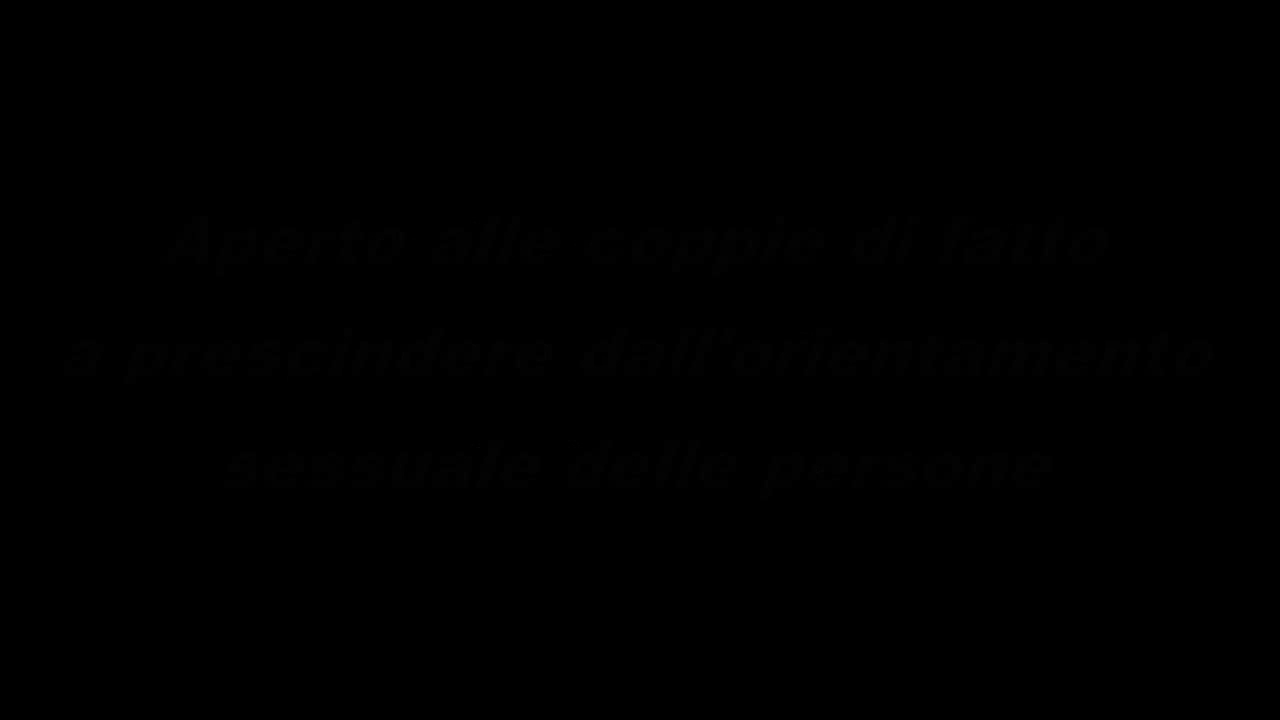 Aperto alle coppie di fatto
a prescindere dall'orientamento
sessuale delle persone